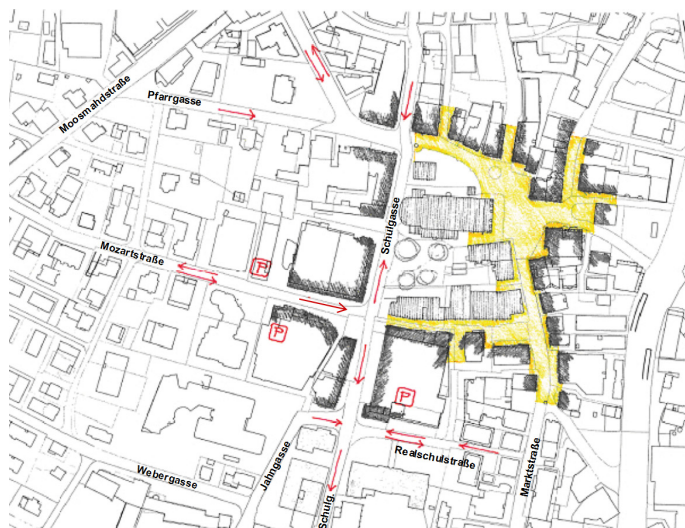 Moosmahdstraße
Pfarrgasse
Schulgasse
Mozartstraße
P
P
P
Realschulstraße
Marktstraße
Jahngasse
Webergasse
Schulg.